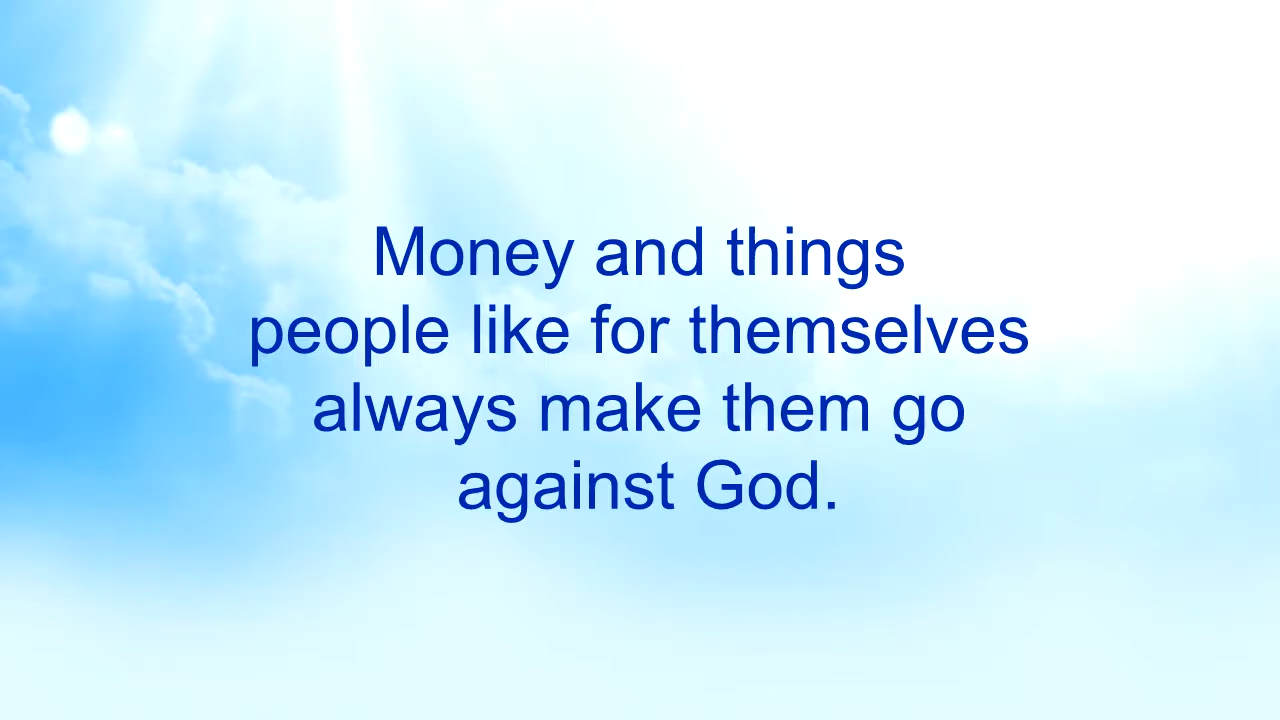 Money and things
people like for themselves
always make them go
against God.